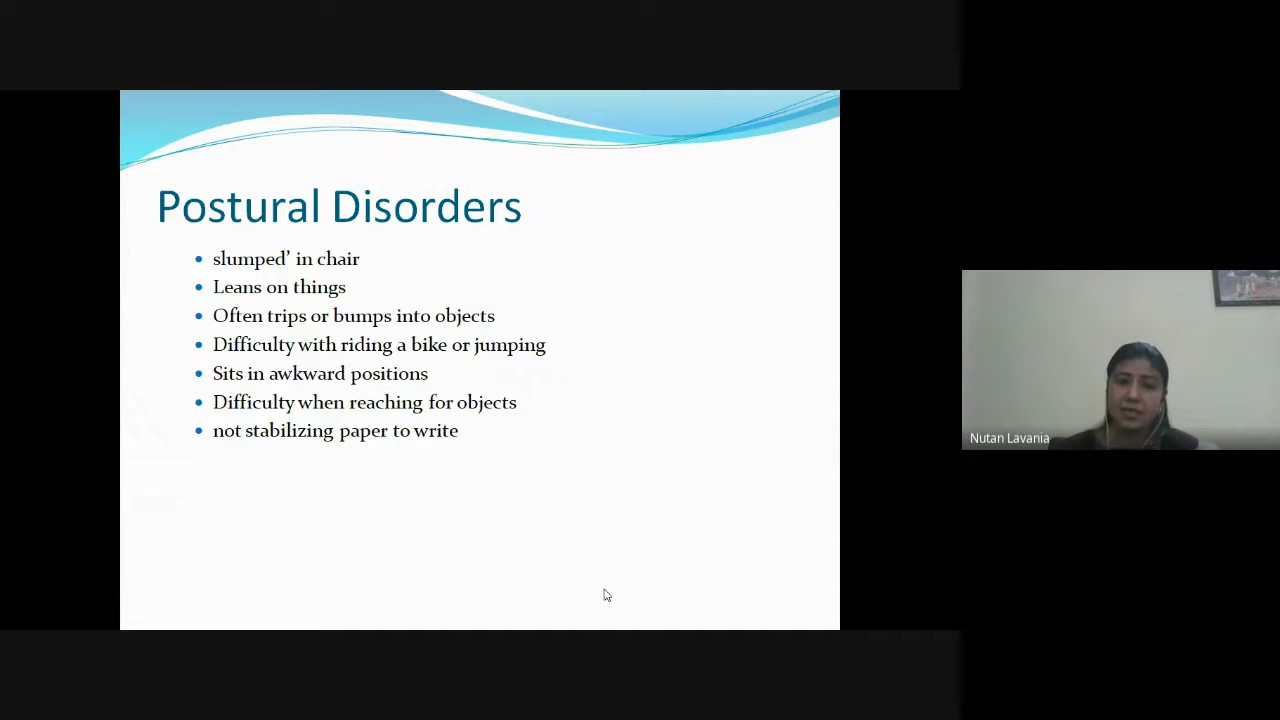 Postural Disorders
slumped’ in chair
Leans on things
Often trips or bumps into objects
Difficulty with riding a bike or jumping
Sits in awkward positions
Difficulty when reaching for objects
not stabilizing paper to write
Nutan Lavania